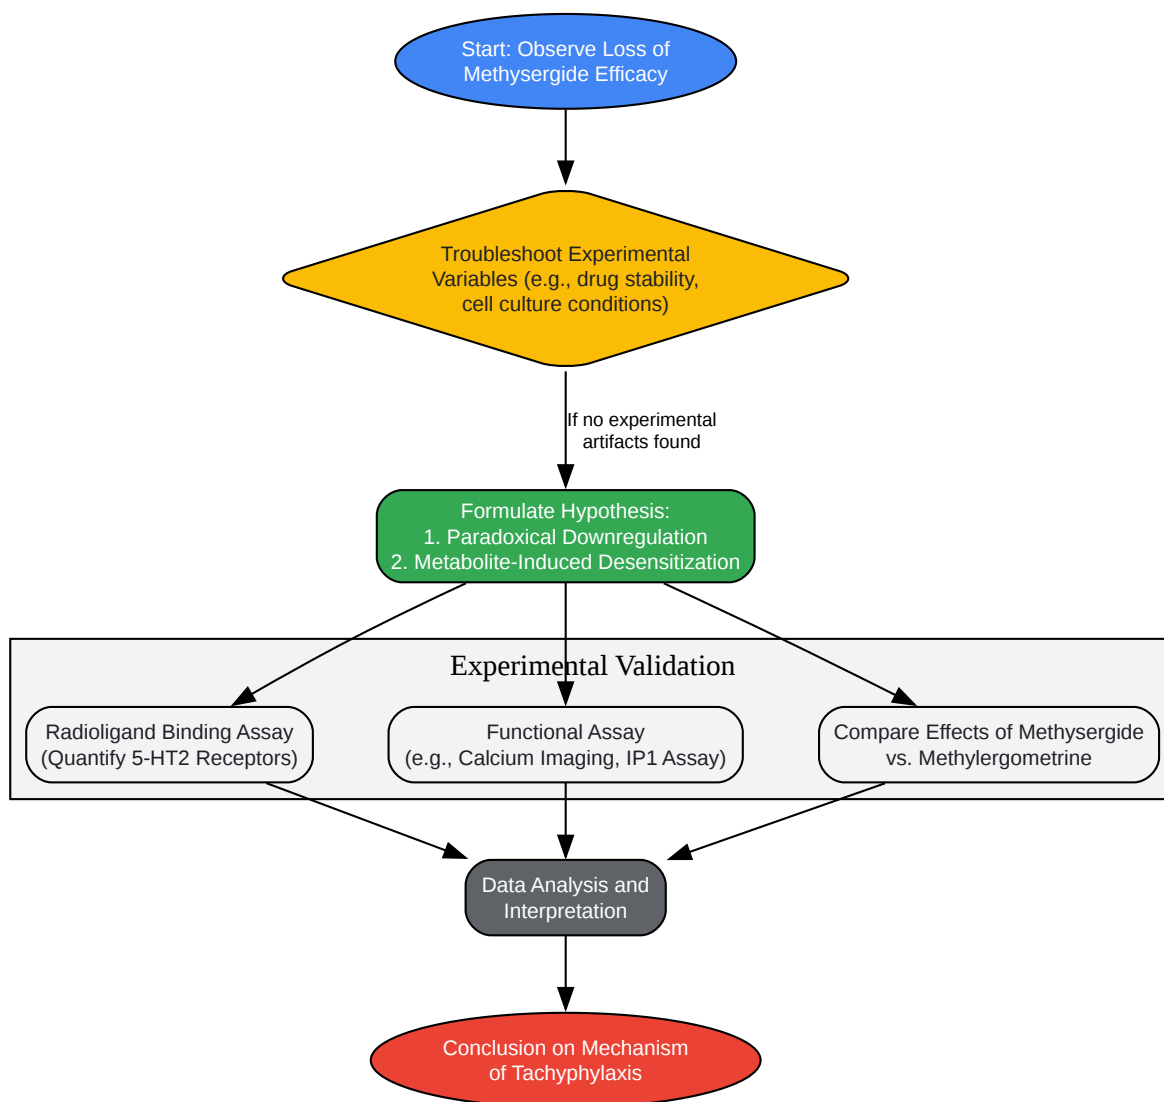 Start: Observe Loss of
Methysergide Efficacy
Troubleshoot Experimental
Variables (e.g., drug stability,
cell culture conditions)
If no experimental
artifacts found
Formulate Hypothesis:
1. Paradoxical Downregulation
2. Metabolite-Induced Desensitization
Experimental Validation
Radioligand Binding Assay
(Quantify 5-HT2 Receptors)
Functional Assay
(e.g., Calcium Imaging, IP1 Assay)
Compare Effects of Methysergide
vs. Methylergometrine
Data Analysis and
Interpretation
Conclusion on Mechanism
of Tachyphylaxis